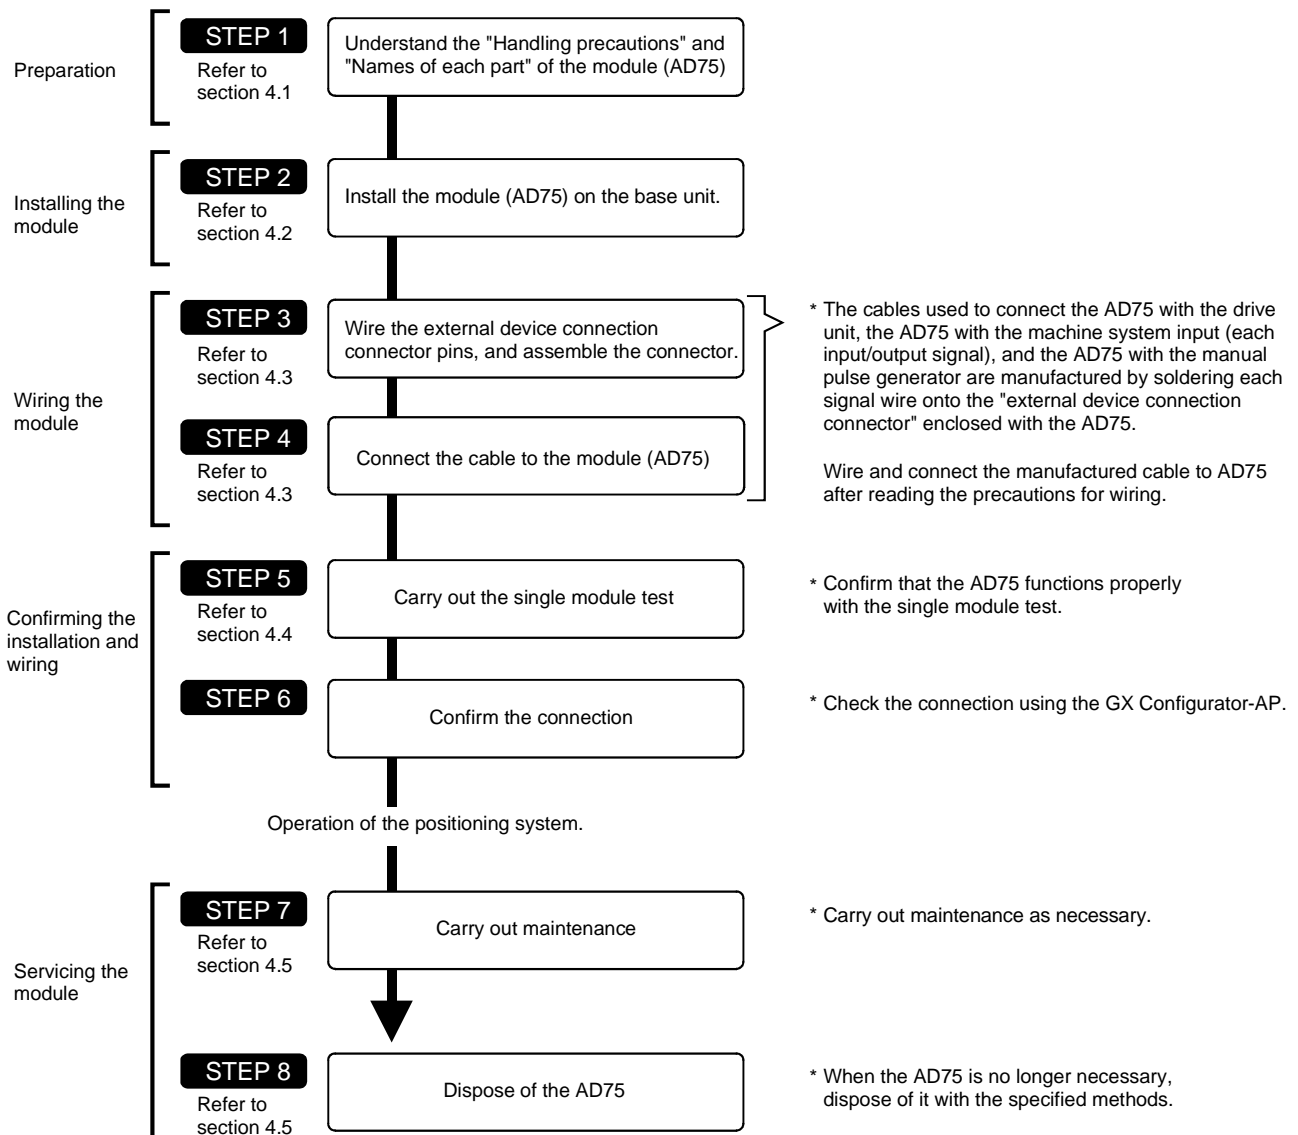 Preparation
STEP 1
Refer to
section 4.1
Understand the "Handling precautions" and
"Names of each part" of the module (AD75)
Installing the
module
STEP 2
Refer to
section 4.2
Install the module (AD75) on the base unit.
Wiring the
module
STEP 3
Refer to
section 4.3
Wire the external device connection
connector pins, and assemble the connector.
* The cables used to connect the AD75 with the drive
unit, the AD75 with the machine system input (each
input/output signal), and the AD75 with the manual
pulse generator are manufactured by soldering each
signal wire onto the "external device connection
connector" enclosed with the AD75.
Wire and connect the manufactured cable to AD75
after reading the precautions for wiring.
STEP 4
Refer to
section 4.3
Connect the cable to the module (AD75)
Confirming the
installation and
wiring
STEP 5
Refer to
section 4.4
Carry out the single module test
* Confirm that the AD75 functions properly
with the single module test.
STEP 6
Confirm the connection
* Check the connection using the GX Configurator-AP.
Operation of the positioning system.
Servicing the
module
STEP 7
Refer to
section 4.5
Carry out maintenance
* Carry out maintenance as necessary.
STEP 8
Refer to
section 4.5
Dispose of the AD75
* When the AD75 is no longer necessary,
dispose of it with the specified methods.